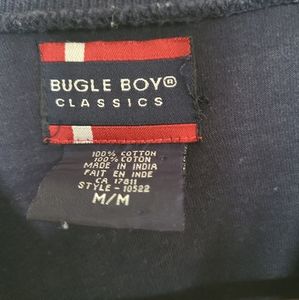 BUGLE BOY®
CLASSICS
100% COTTON
100% COTON
MADE IN INDIA
FAIT EN INDE
CA 17811
STYLE - 10522
M/M